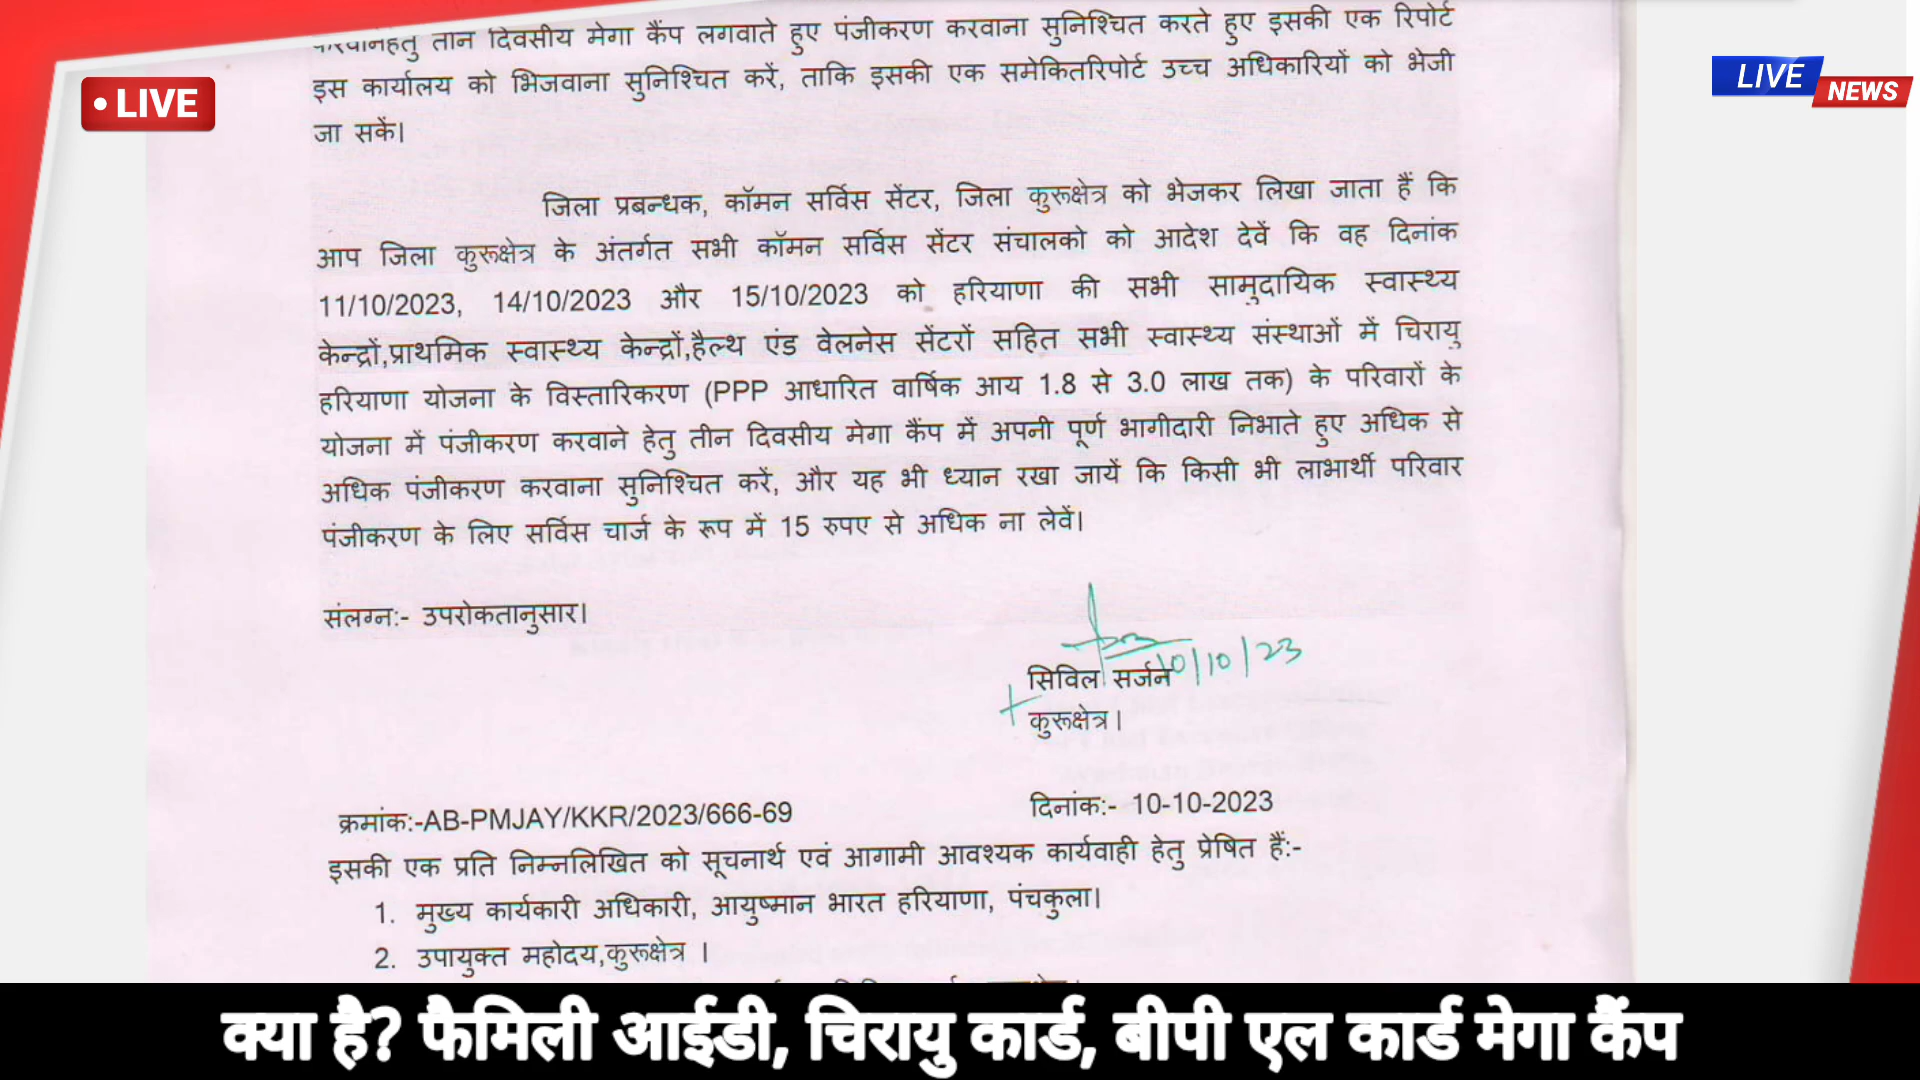 करवानेहेतु तीन दिवसीय मेगा कैंप लगवाते हुए पंजीकरण करवाना सुनिश्चित करते हुए इसकी एक रिपोर्ट
इस कार्यालय को भिजवाना सुनिश्चित करें, ताकि इसकी एक समेकितरिपोर्ट उच्च अधिकारियों को भेजी
जा सकें।
• LIVE
LIVE
NEWS
जिला प्रबन्धक, कॉमन सर्विस सेंटर, जिला कुरूक्षेत्र को भेजकर लिखा जाता हैं कि
आप जिला कुरूक्षेत्र के अंतर्गत सभी कॉमन सर्विस सेंटर संचालको को आदेश देवें कि वह दिनांक
11/10/2023, 14/10/2023 और 15/10/2023 को हरियाणा की सभी सामुदायिक स्वास्थ्य
केन्द्रों,प्राथमिक स्वास्थ्य केन्द्रों,हैल्थ एंड वेलनेस सेंटरों सहित सभी स्वास्थ्य संस्थाओं में चिरायु
हरियाणा योजना के विस्तारिकरण (PPP आधारित वार्षिक आय 1.8 से 3.0 लाख तक) के परिवारों के
योजना में पंजीकरण करवाने हेतु तीन दिवसीय मेगा कैंप में अपनी पूर्ण भागीदारी निभाते हुए अधिक से
अधिक पंजीकरण करवाना सुनिश्चित करें, और यह भी ध्यान रखा जायें कि किसी भी लाभार्थी परिवार
पंजीकरण के लिए सर्विस चार्ज के रूप में 15 रुपए से अधिक ना लेवें।
संलग्न:- उपरोकतानुसार।
10/10/23
सिविल सर्जन
कुरूक्षेत्र।
क्रमांक:-AB-PMJAY/KKR/2023/666-69
दिनांक:- 10-10-2023
इसकी एक प्रति निम्नलिखित को सूचनार्थ एवं आगामी आवश्यक कार्यवाही हेतु प्रेषित हैं:-
1. मुख्य कार्यकारी अधिकारी, आयुष्मान भारत हरियाणा, पंचकुला।
2. उपायुक्त महोदय,कुरूक्षेत्र ।
क्या है? फैमिली आईडी, चिरायु कार्ड, बीपी एल कार्ड मेगा कैंप